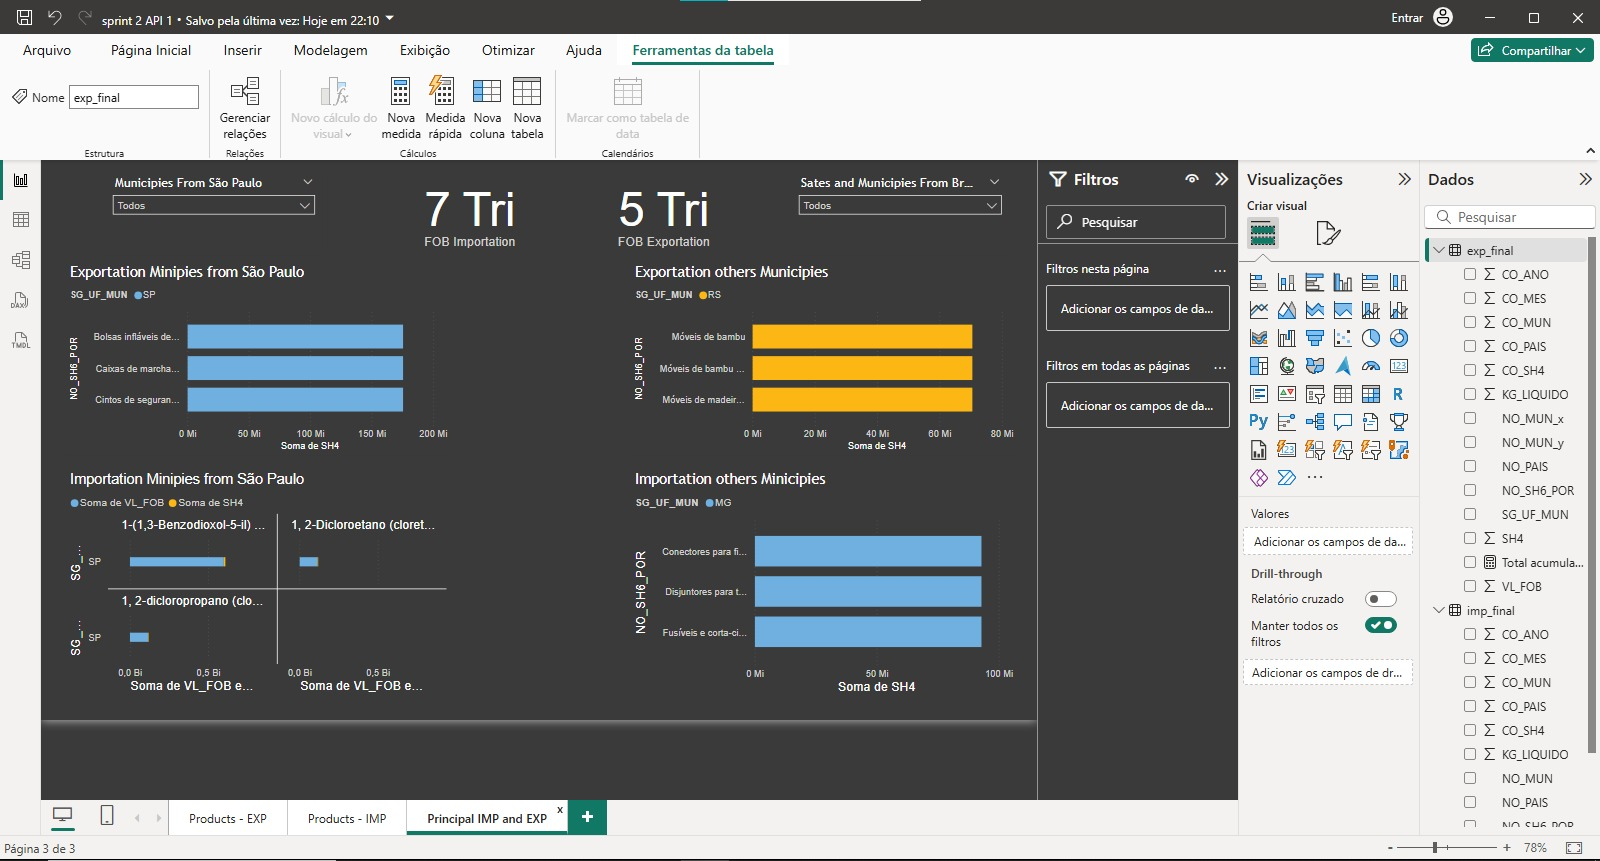 sprint 2 API 1 • Salvo pela última vez: Hoje em 22:10
Entrar
Arquivo
Página Inicial
Inserir
Modelagem
Exibição
Otimizar
Ajuda
Ferramentas da tabela
Compartilhar
Nome
exp_final
Gerenciar
relações
Novo cálculo do
visual
Nova
medida
Medida
rápida
Nova
coluna
Nova
tabela
Marcar como tabela de
data
Estrutura
Relações
Cálculos
Calendários
DAX
TMDL
Municipies From São Paulo
Todos
7 Tri
FOB Importation
5 Tri
FOB Exportation
Sates and Municipies From Br...
Todos
Exportation Minipies from São Paulo
SG_UF_MUN SP
NO_SH6_POR
Bolsas infláveis de...
Caixas de marcha...
Cintos de seguran...
0 Mi 50 Mi 100 Mi 150 Mi 200 Mi
Soma de SH4
Exportation others Municipies
SG_UF_MUN RS
NO_SH6_POR
Móveis de bambu
Móveis de bambu ...
Móveis de madeir...
0 Mi 20 Mi 40 Mi 60 Mi 80 Mi
Soma de SH4
Importation Minipies from São Paulo
Soma de VL_FOB Soma de SH4
1-(1,3-Benzodioxol-5-il) ...
1, 2-Dicloroetano (cloret...
SG_...
SP
1, 2-dicloropropano (clo...
SG_...
SP
0,0 Bi 0,5 Bi 0,0 Bi 0,5 Bi
Soma de VL_FOB e...
Soma de VL_FOB e...
Importation others Minicipies
SG_UF_MUN MG
NO_SH6_POR
Conectores para fi...
Disjuntores para t...
Fusíveis e corta-ci...
0 Mi 50 Mi 100 Mi
Soma de SH4
Filtros
Pesquisar
Filtros nesta página ...
Adicionar os campos de da...
Filtros em todas as páginas ...
Adicionar os campos de da...
Visualizações
Criar visual
123
R
Py
123
...
Valores
Adicionar os campos de da...
Drill-through
Relatório cruzado
Manter todos os
filtros
Adicionar os campos de dr...
Dados
Pesquisar
exp_final
CO_ANO
CO_MES
CO_MUN
CO_PAIS
CO_SH4
KG_LIQUIDO
NO_MUN_x
NO_MUN_y
NO_PAIS
NO_SH6_POR
SG_UF_MUN
SH4
Total acumula...
VL_FOB
imp_final
CO_ANO
CO_MES
CO_MUN
CO_PAIS
CO_SH4
KG_LIQUIDO
NO_MUN
NO_PAIS
NO_SH6_POR
Products - EXP
Products - IMP
Principal IMP and EXP
x
+
Página 3 de 3
- + 78%